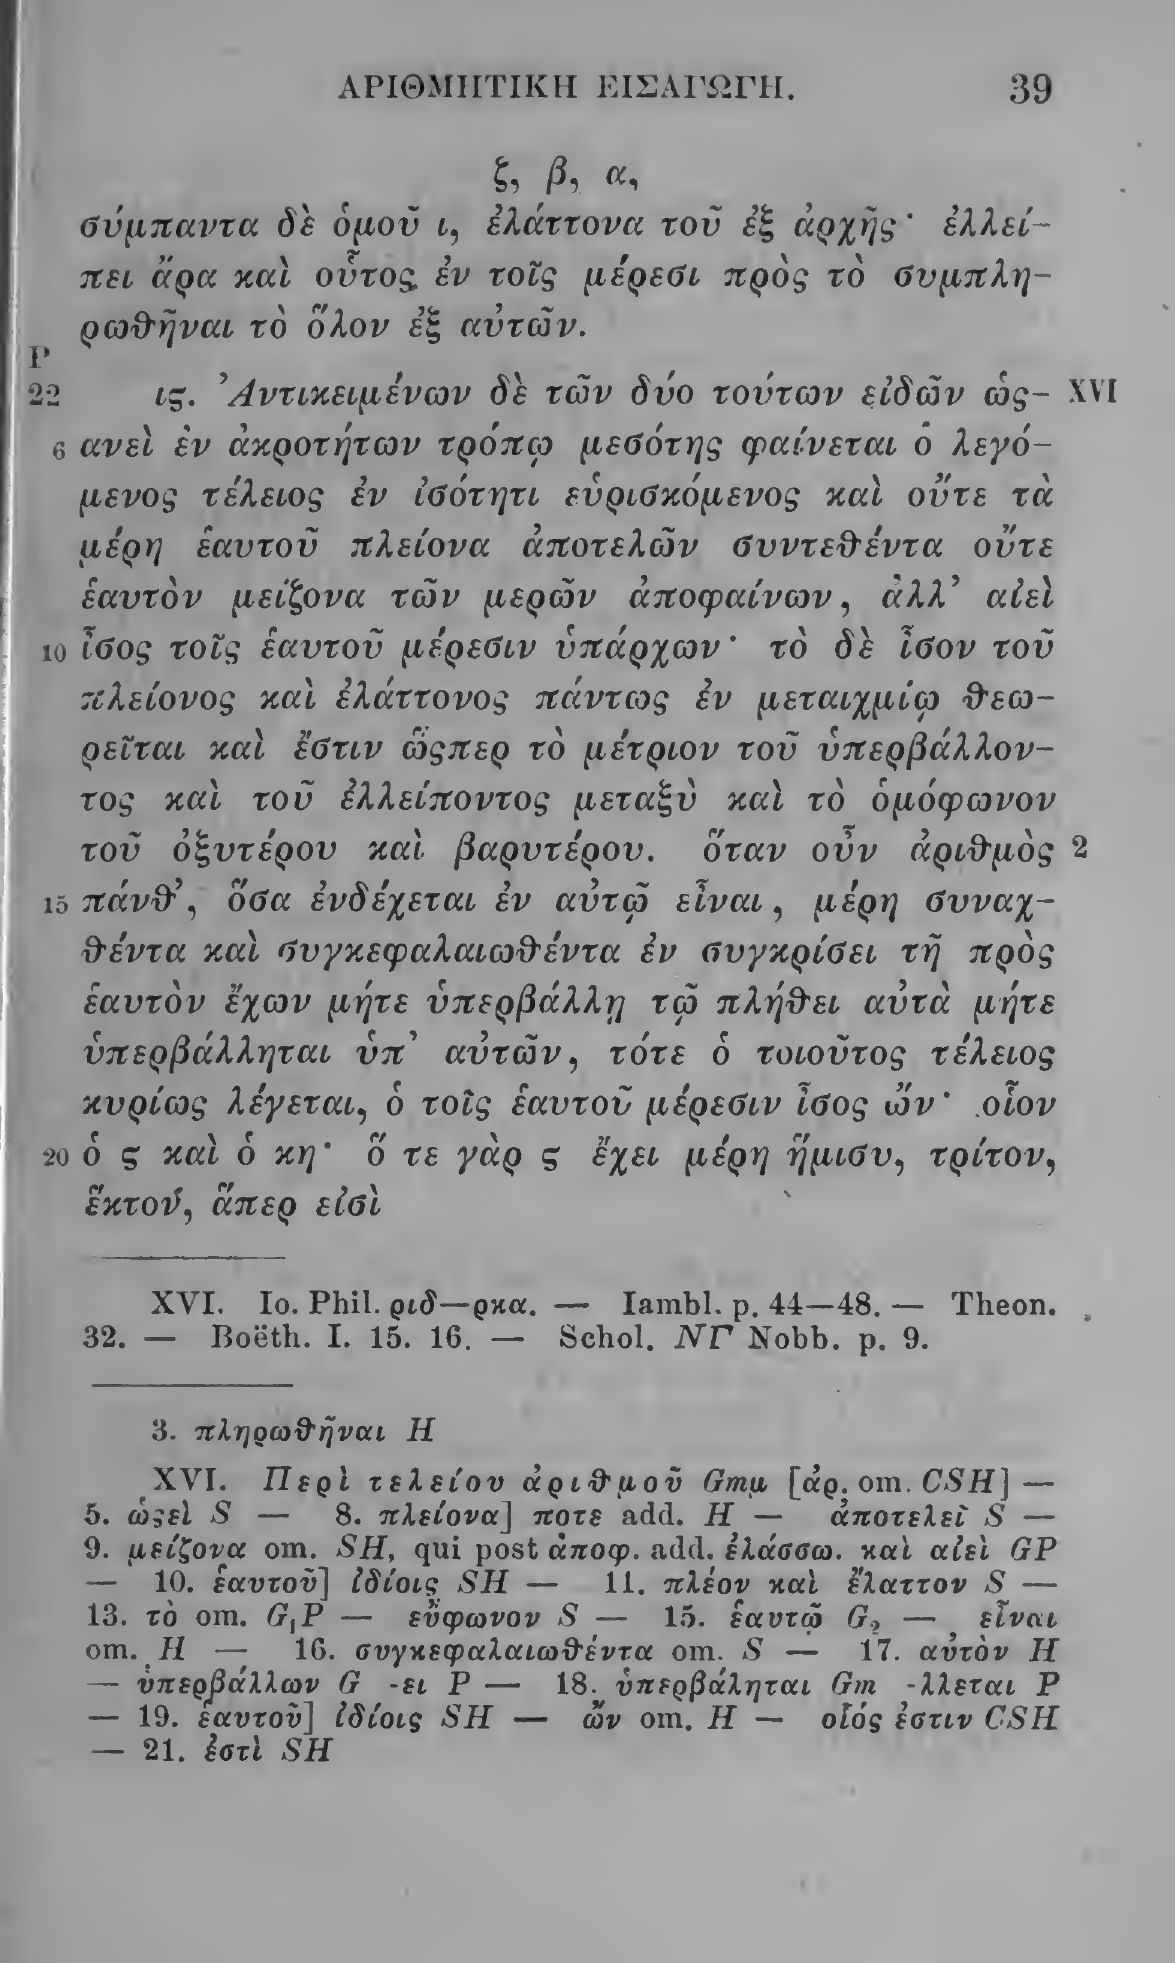 ΑΡΙΘΜΗΤΙΚΗ ΕΙΣΑΓΩΓΗ. 39
ζ, β, α,
σύμπαντα δὲ ὁμοῦ ι, ἐλάττονα τοῦ ἐξ ἀρχῆς· ἐλλεί-
πει ἄρα καὶ οὗτος ἐν τοῖς μέρεσι πρὸς τὸ συμπλη-
ρωθῆναι τὸ ὅλον ἐξ αὐτῶν.
P
22 ις. Ἀντικειμένων δὲ τῶν δύο τούτων εἰδῶν ὡς- XVI
6 ανεὶ ἐν ἀκροτήτων τρόπῳ μεσότης φαίνεται ὁ λεγό-
μενος τέλειος ἐν ἰσότητι εὑρισκόμενος καὶ οὔτε τὰ
μέρη ἑαυτοῦ πλείονα ἀποτελῶν συντεθέντα οὔτε
ἑαυτὸν μείζονα τῶν μερῶν ἀποφαίνων, ἀλλ’ αἰεὶ
10 ἶσος τοῖς ἑαυτοῦ μέρεσιν ὑπάρχων· τὸ δὲ ἶσον τοῦ
πλείονος καὶ ἐλάττονος πάντως ἐν μεταιχμίῳ θεω-
ρεῖται καὶ ἔστιν ὥςπερ τὸ μέτριον τοῦ ὑπερβάλλον-
τος καὶ τοῦ ἐλλείποντος μεταξὺ καὶ τὸ ὁμόφωνον
τοῦ ὀξυτέρου καὶ βαρυτέρου. ὅταν οὖν ἀριθμὸς 2
15 πάνθ’, ὅσα ἐνδέχεται ἐν αὐτῷ εἶναι, μέρη συναχ-
θέντα καὶ συγκεφαλαιωθέντα ἐν συγκρίσει τῇ πρὸς
ἑαυτὸν ἔχων μήτε ὑπερβάλλῃ τῷ πλήθει αὐτὰ μήτε
ὑπερβάλληται ὑπ’ αὐτῶν, τότε ὁ τοιοῦτος τέλειος
κυρίως λέγεται, ὁ τοῖς ἑαυτοῦ μέρεσιν ἶσος ὤν· οἷον
20 ὁ ς καὶ ὁ κη· ὅ τε γὰρ ς ἔχει μέρη ἥμισυ, τρίτον,
ἕκτον, ἅπερ εἰσὶ
XVI. Io. Phil. ριδ—ρκα. — Iambl. p. 44—48. — Theon.
32. — Boëth. I. 15. 16. — Schol. NΓ Nobb. p. 9.
3. πληρωθῆναι H
XVI. Περὶ τελείου ἀριθμοῦ Gmμ [ἀρ. om. CSH] —
5. ὡςεὶ S — 8. πλείονα] ποτε add. H — ἀποτελεῖ S —
9. μείζονα om. SH, qui post ἀποφ. add. ἐλάσσω. καὶ αἰεὶ GP
— 10. ἑαυτοῦ] ἰδίοις SH — 11. πλέον καὶ ἔλαττον S —
13. τὸ om. G₁P — εὔφωνον S — 15. ἑαυτῷ G₂ — εἶναι
om. H — 16. συγκεφαλαιωθέντα om. S — 17. αὐτὸν H
— ὑπερβάλλων G -ει P — 18. ὑπερβάληται Gm -λλεται P
— 19. ἑαυτοῦ] ἰδίοις SH — ὢν om. H — οἷός ἐστιν CSH
— 21. ἐστὶ SH